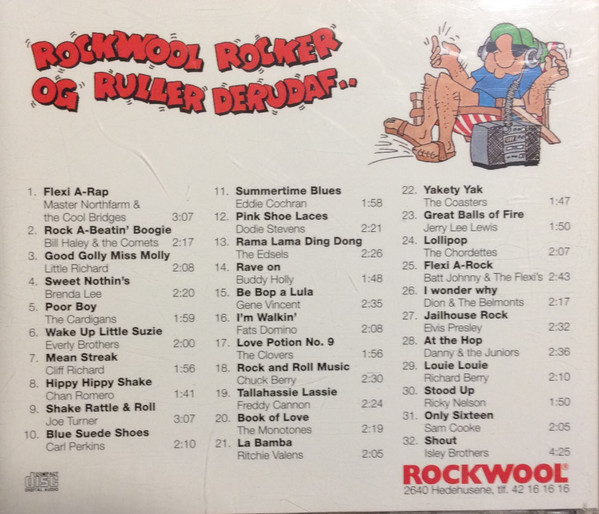 ROCKWOOL ROCKER
OG RULLER DERUDAF..
1. Flexi A-Rap
Master Northfarm &
the Cool Bridges 3:07
2. Rock A-Beatin' Boogie
Bill Haley & the Comets 2:17
3. Good Golly Miss Molly
Little Richard 2:08
4. Sweet Nothin's
Brenda Lee 2:20
5. Poor Boy
The Cardigans 1:59
6. Wake Up Little Suzie
Everly Brothers 2:00
7. Mean Streak
Cliff Richard 1:56
8. Hippy Hippy Shake
Chan Romero 1:41
9. Shake Rattle & Roll
Joe Turner 3:07
10. Blue Suede Shoes
Carl Perkins 2:10
11. Summertime Blues
Eddie Cochran 1:58
12. Pink Shoe Laces
Dodie Stevens 2:21
13. Rama Lama Ding Dong
The Edsels 2:26
14. Rave on
Buddy Holly 1:48
15. Be Bop a Lula
Gene Vincent 2:35
16. I'm Walkin'
Fats Domino 2:08
17. Love Potion No. 9
The Clovers 1:56
18. Rock and Roll Music
Chuck Berry 2:30
19. Tallahassie Lassie
Freddy Cannon 2:24
20. Book of Love
The Monotones 2:19
21. La Bamba
Ritchie Valens 2:05
22. Yakety Yak
The Coasters 1:47
23. Great Balls of Fire
Jerry Lee Lewis 1:50
24. Lollipop
The Chordettes 2:07
25. Flexi A-Rock
Batt Johnny & The Flexi's 2:43
26. I wonder why
Dion & The Belmonts 2:17
27. Jailhouse Rock
Elvis Presley 2:32
28. At the Hop
Danny & the Juniors 2:36
29. Louie Louie
Richard Berry 2:10
30. Stood Up
Ricky Nelson 1:50
31. Only Sixteen
Sam Cooke 2:05
32. Shout
Isley Brothers 4:25
COMPACT
disc
DIGITAL AUDIO
ROCKWOOL®
2640 Hedehusene, tlf. 42 16 16 16